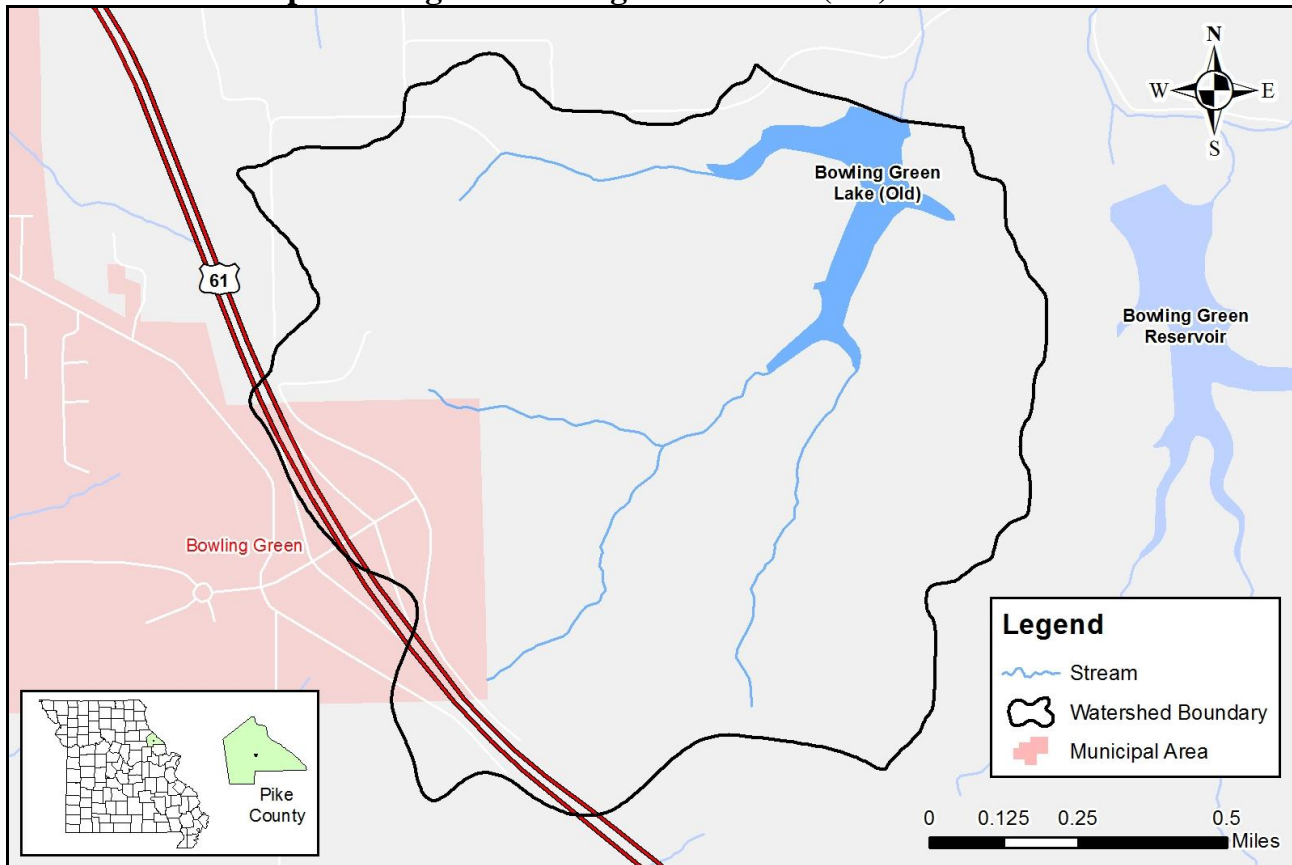 N
W
E
S
Bowling Green
Lake (Old)
61
Bowling Green
Reservoir
Bowling Green
Legend
Stream
Watershed Boundary
Municipal Area
Pike
County
0 0.125 0.25 0.5
Miles